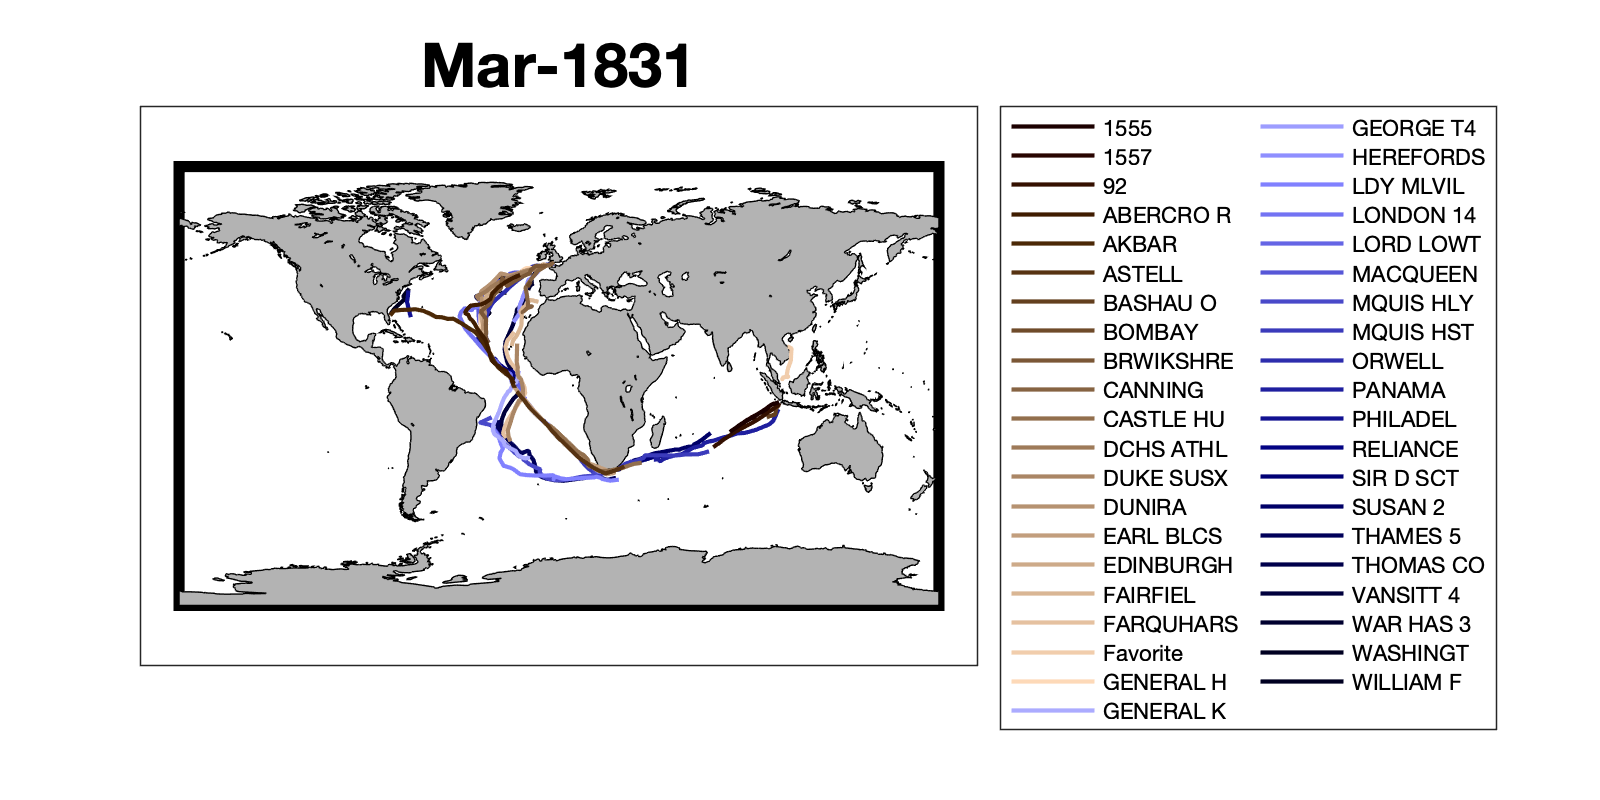 Mar-1831
1555
1557
92
ABERCRO R
AKBAR
ASTELL
BASHAU O
BOMBAY
BRWIKSHRE
CANNING
CASTLE HU
DCHS ATHL
DUKE SUSX
DUNIRA
EARL BLCS
EDINBURGH
FAIRFIEL
FARQUHARS
Favorite
GENERAL H
GENERAL K
GEORGE T4
HEREFORDS
LDY MLVIL
LONDON 14
LORD LOWT
MACQUEEN
MQUIS HLY
MQUIS HST
ORWELL
PANAMA
PHILADEL
RELIANCE
SIR D SCT
SUSAN 2
THAMES 5
THOMAS CO
VANSITT 4
WAR HAS 3
WASHINGT
WILLIAM F